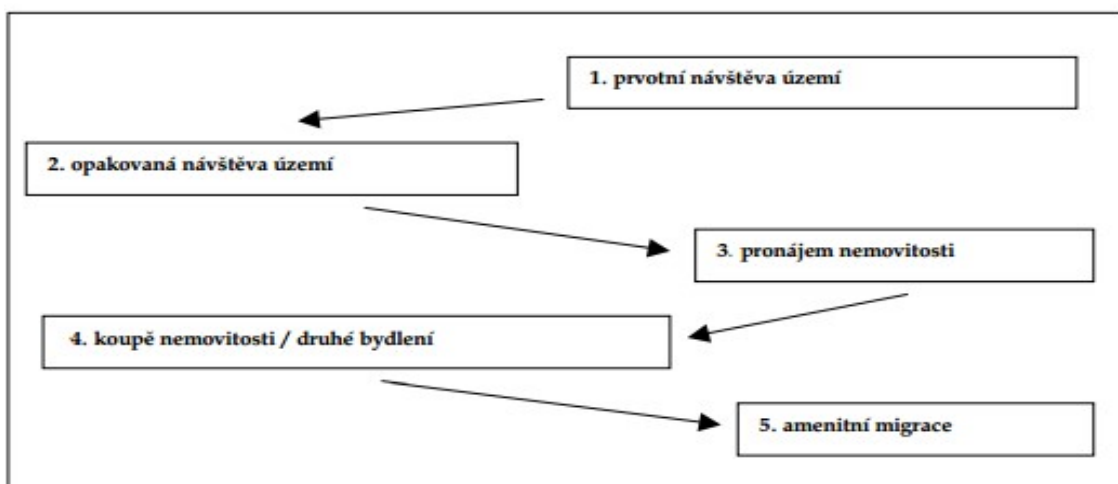 1. prvotní návštěva území
2. opakovaná návštěva území
3. pronájem nemovitosti
4. koupě nemovitosti / druhé bydlení
5. amenitní migrace